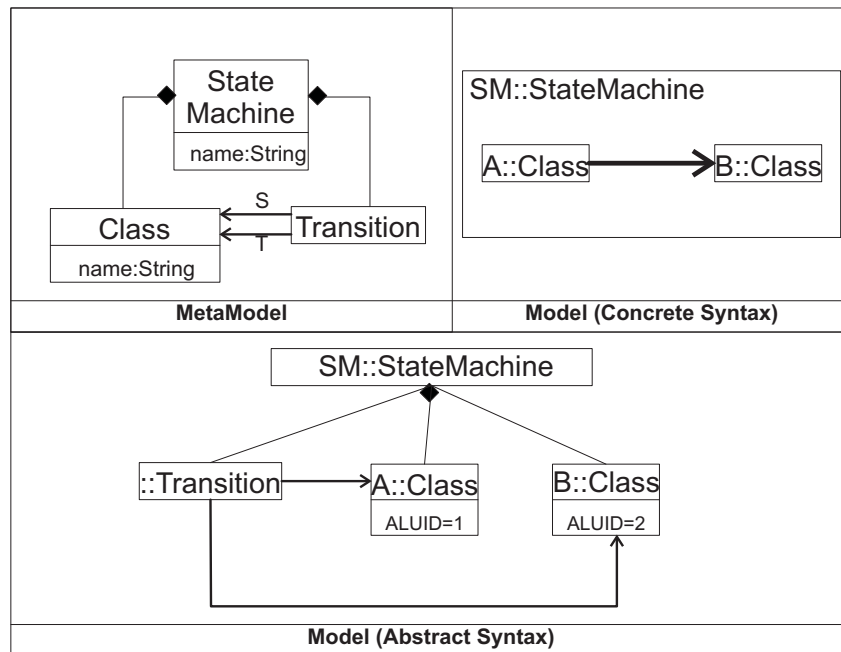 State
Machine
name:String
S
Class
Transition
T
name:String
MetaModel
SM::StateMachine
A::Class
B::Class
Model (Concrete Syntax)
SM::StateMachine
::Transition
A::Class
B::Class
ALUID=1
ALUID=2
Model (Abstract Syntax)